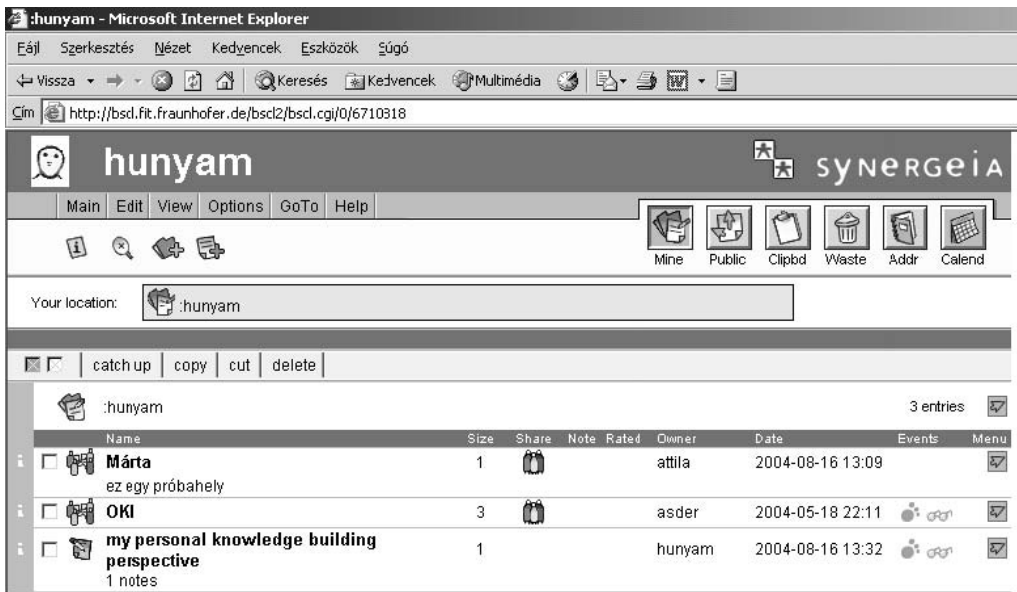 :hunyam - Microsoft Internet Explorer
Fájl Szerkesztés Nézet Kedvencek Eszközök Súgó
Vissza Keresés Kedvencek Multimédia
Cím http://bscl.fit.fraunhofer.de/bscl2/bscl.cgi/0/6710318
hunyam synergeia
Main Edit View Options GoTo Help
Mine Public Clipbd Waste Addr Calend
Your location: :hunyam
catch up copy cut delete
:hunyam 3 entries
Name Size Share Note Rated Owner Date Events Menu
Márta 1 attila 2004-08-16 13:09
ez egy próbahely
OKI 3 asder 2004-05-18 22:11
my personal knowledge building
perspective 1 hunyam 2004-08-16 13:32
1 notes